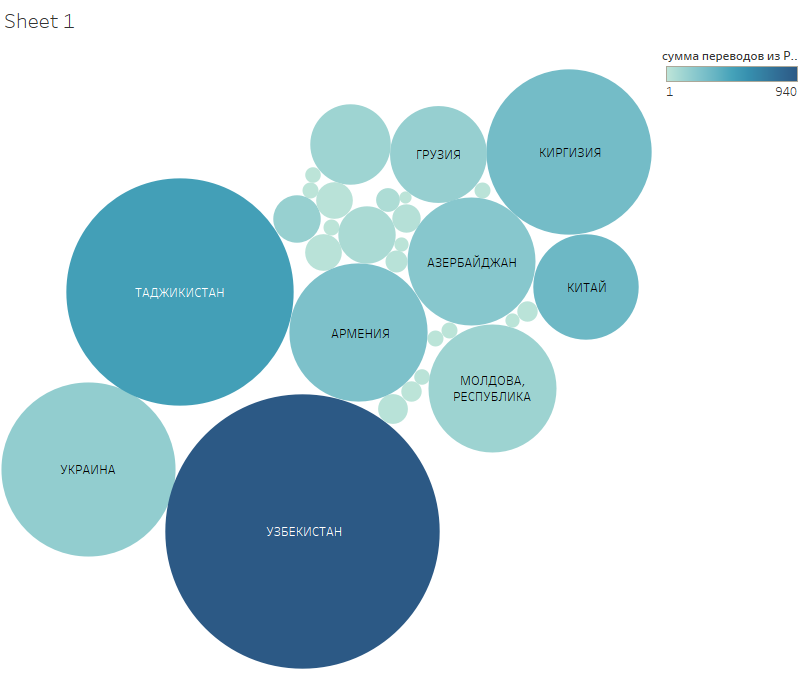 Sheet 1
сумма переводов из Р..
1 940
ГРУЗИЯ
КИРГИЗИЯ
АЗЕРБАЙДЖАН
ТАДЖИКИСТАН
КИТАЙ
АРМЕНИЯ
МОЛДОВА,
РЕСПУБЛИКА
УКРАИНА
УЗБЕКИСТАН